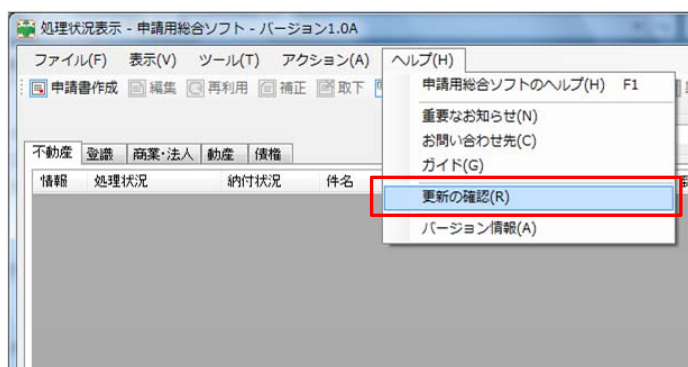 処理状況表示 - 申請用総合ソフト - バージョン1.0A
ファイル(F) 表示(V) ツール(T) アクション(A) ヘルプ(H)
申請書作成 編集 再利用 補正 取下
申請用総合ソフトのヘルプ(H) F1
重要なお知らせ(N)
お問い合わせ先(C)
ガイド(G)
更新の確認(R)
バージョン情報(A)
不動産 登識 商業・法人 動産 債権
情報 処理状況 納付状況 件名